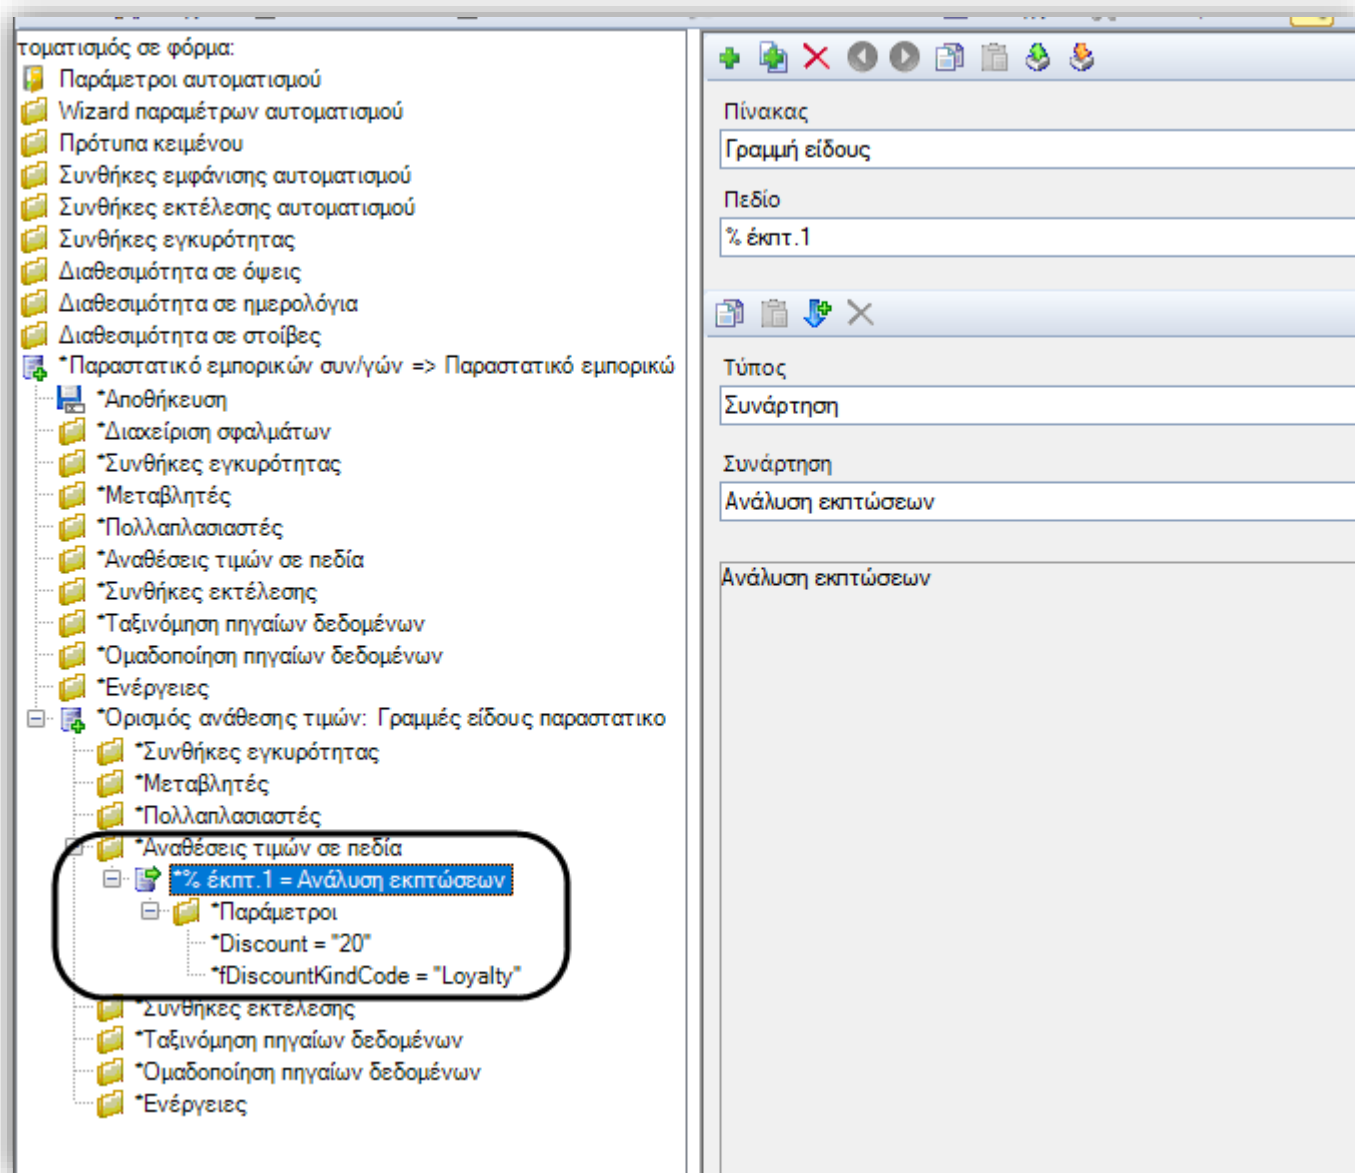 τοματισμός σε φόρμα:
Παράμετροι αυτοματισμού
Wizard παραμέτρων αυτοματισμού
Πρότυπα κειμένου
Συνθήκες εμφάνισης αυτοματισμού
Συνθήκες εκτέλεσης αυτοματισμού
Συνθήκες εγκυρότητας
Διαθεσιμότητα σε όψεις
Διαθεσιμότητα σε ημερολόγια
Διαθεσιμότητα σε στοίβες
*Παραστατικό εμπορικών συν/γών => Παραστατικό εμπορικώ
*Αποθήκευση
*Διαχείριση σφαλμάτων
*Συνθήκες εγκυρότητας
*Μεταβλητές
*Πολλαπλασιαστές
*Αναθέσεις τιμών σε πεδία
*Συνθήκες εκτέλεσης
*Ταξινόμηση πηγαίων δεδομένων
*Ομαδοποίηση πηγαίων δεδομένων
*Ενέργειες
*Ορισμός ανάθεσης τιμών: Γραμμές είδους παραστατικο
*Συνθήκες εγκυρότητας
*Μεταβλητές
*Πολλαπλασιαστές
*Αναθέσεις τιμών σε πεδία
*% έκπτ.1 = Ανάλυση εκπτώσεων
*Παράμετροι
*Discount = "20"
*fDiscountKindCode = "Loyalty"
*Συνθήκες εκτέλεσης
*Ταξινόμηση πηγαίων δεδομένων
*Ομαδοποίηση πηγαίων δεδομένων
*Ενέργειες
Πίνακας
Γραμμή είδους
Πεδίο
% έκπτ.1
Τύπος
Συνάρτηση
Συνάρτηση
Ανάλυση εκπτώσεων
Ανάλυση εκπτώσεων